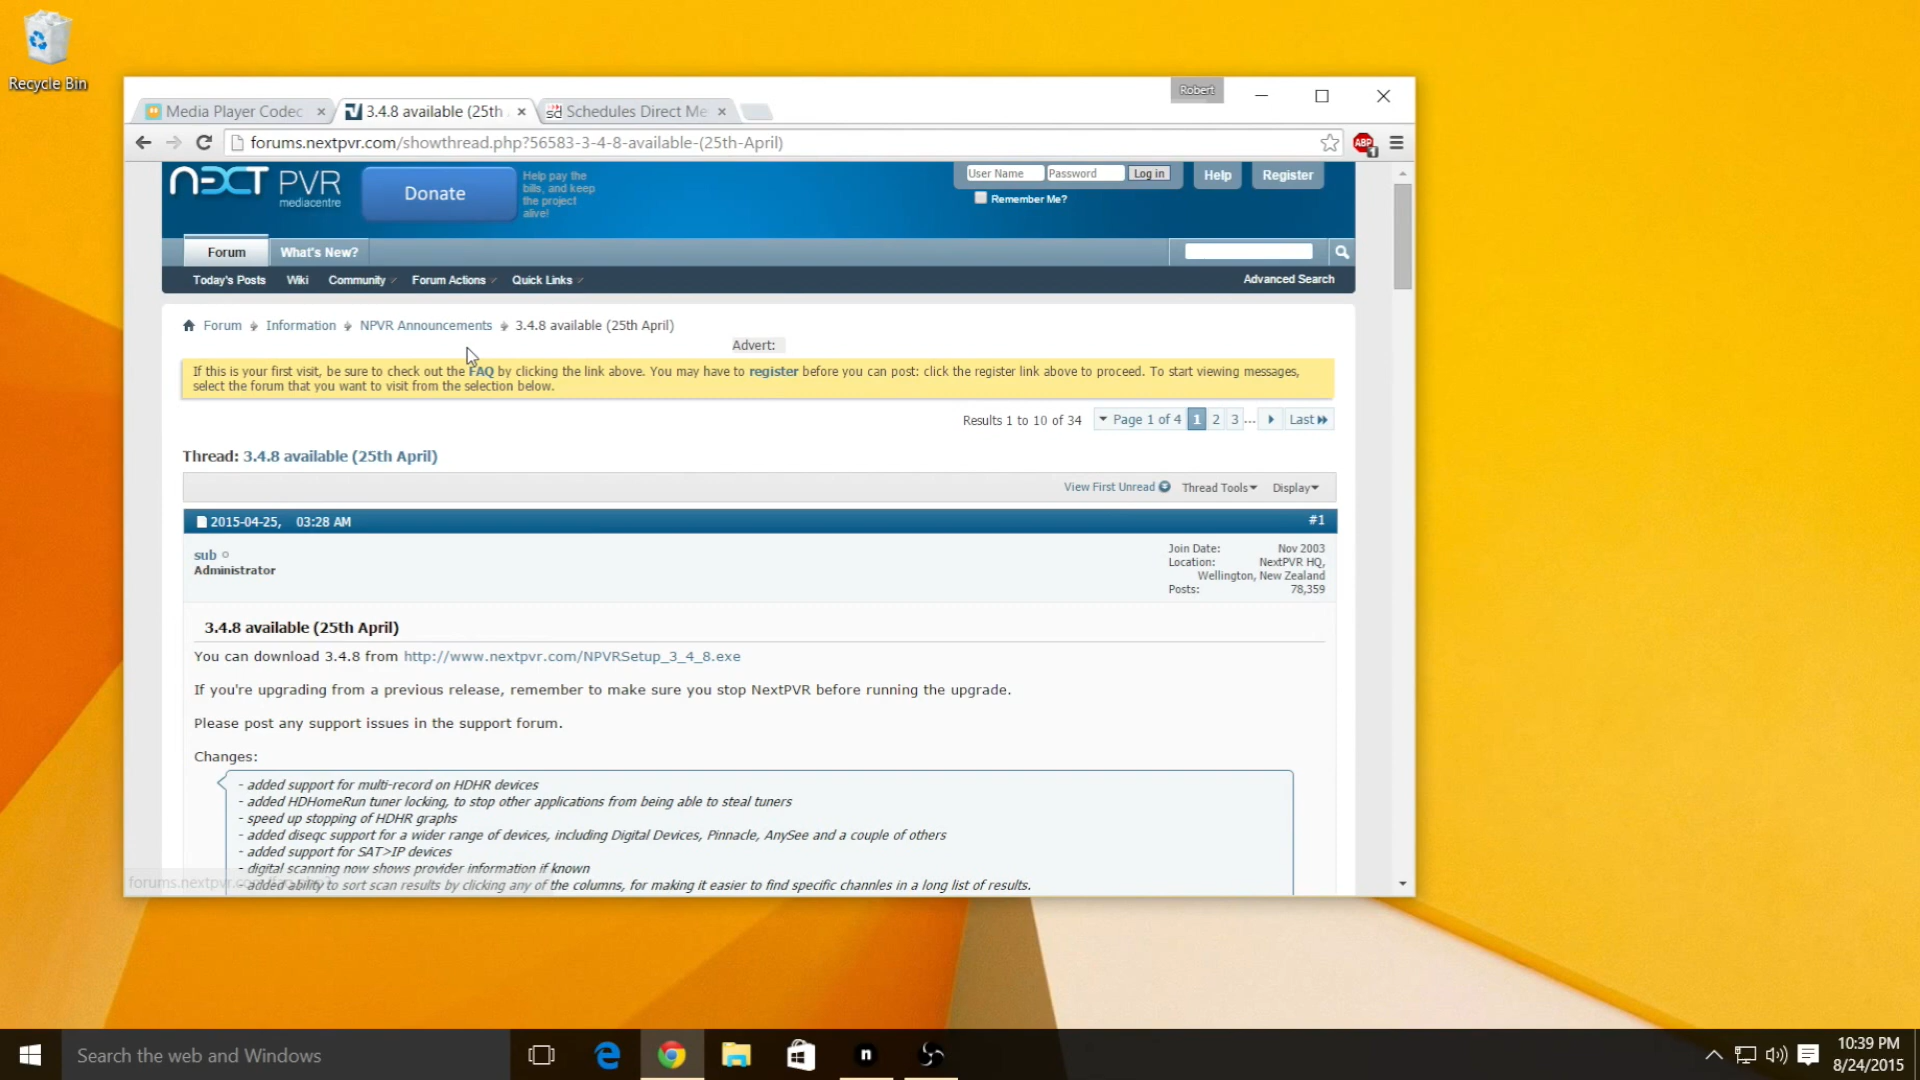 Recycle Bin
Robert
Media Player Codec
3.4.8 available (25th
Schedules Direct Me
forums.nextpvr.com/showthread.php?56583-3-4-8-available-(25th-April)
ABP
1
NEXT PVR
mediacentre
Donate
Help pay the
bills, and keep
the project
alive!
User Name
Password
Log in
Help
Register
Remember Me?
Forum
What's New?
Today's Posts
Wiki
Community
Forum Actions
Quick Links
Advanced Search
Forum
Information
NPVR Announcements
3.4.8 available (25th April)
Advert:
If this is your first visit, be sure to check out the FAQ by clicking the link above. You may have to register before you can post: click the register link above to proceed. To start viewing messages,
select the forum that you want to visit from the selection below.
Results 1 to 10 of 34
Page 1 of 4
1
2
3
...
Last
Thread: 3.4.8 available (25th April)
View First Unread
Thread Tools
Display
2015-04-25, 03:28 AM
#1
sub
Administrator
Join Date: Nov 2003
Location: NextPVR HQ,
Wellington, New Zealand
Posts: 78,359
3.4.8 available (25th April)
You can download 3.4.8 from http://www.nextpvr.com/NPVRSetup_3_4_8.exe
If you're upgrading from a previous release, remember to make sure you stop NextPVR before running the upgrade.
Please post any support issues in the support forum.
Changes:
- added support for multi-record on HDHR devices
- added HDHomeRun tuner locking, to stop other applications from being able to steal tuners
- speed up stopping of HDHR graphs
- added diseqc support for a wider range of devices, including Digital Devices, Pinnacle, AnySee and a couple of others
- added support for SAT>IP devices
- digital scanning now shows provider information if known
- added ability to sort scan results by clicking any of the columns, for making it easier to find specific channles in a long list of results.
Search the web and Windows
n
10:39 PM
8/24/2015